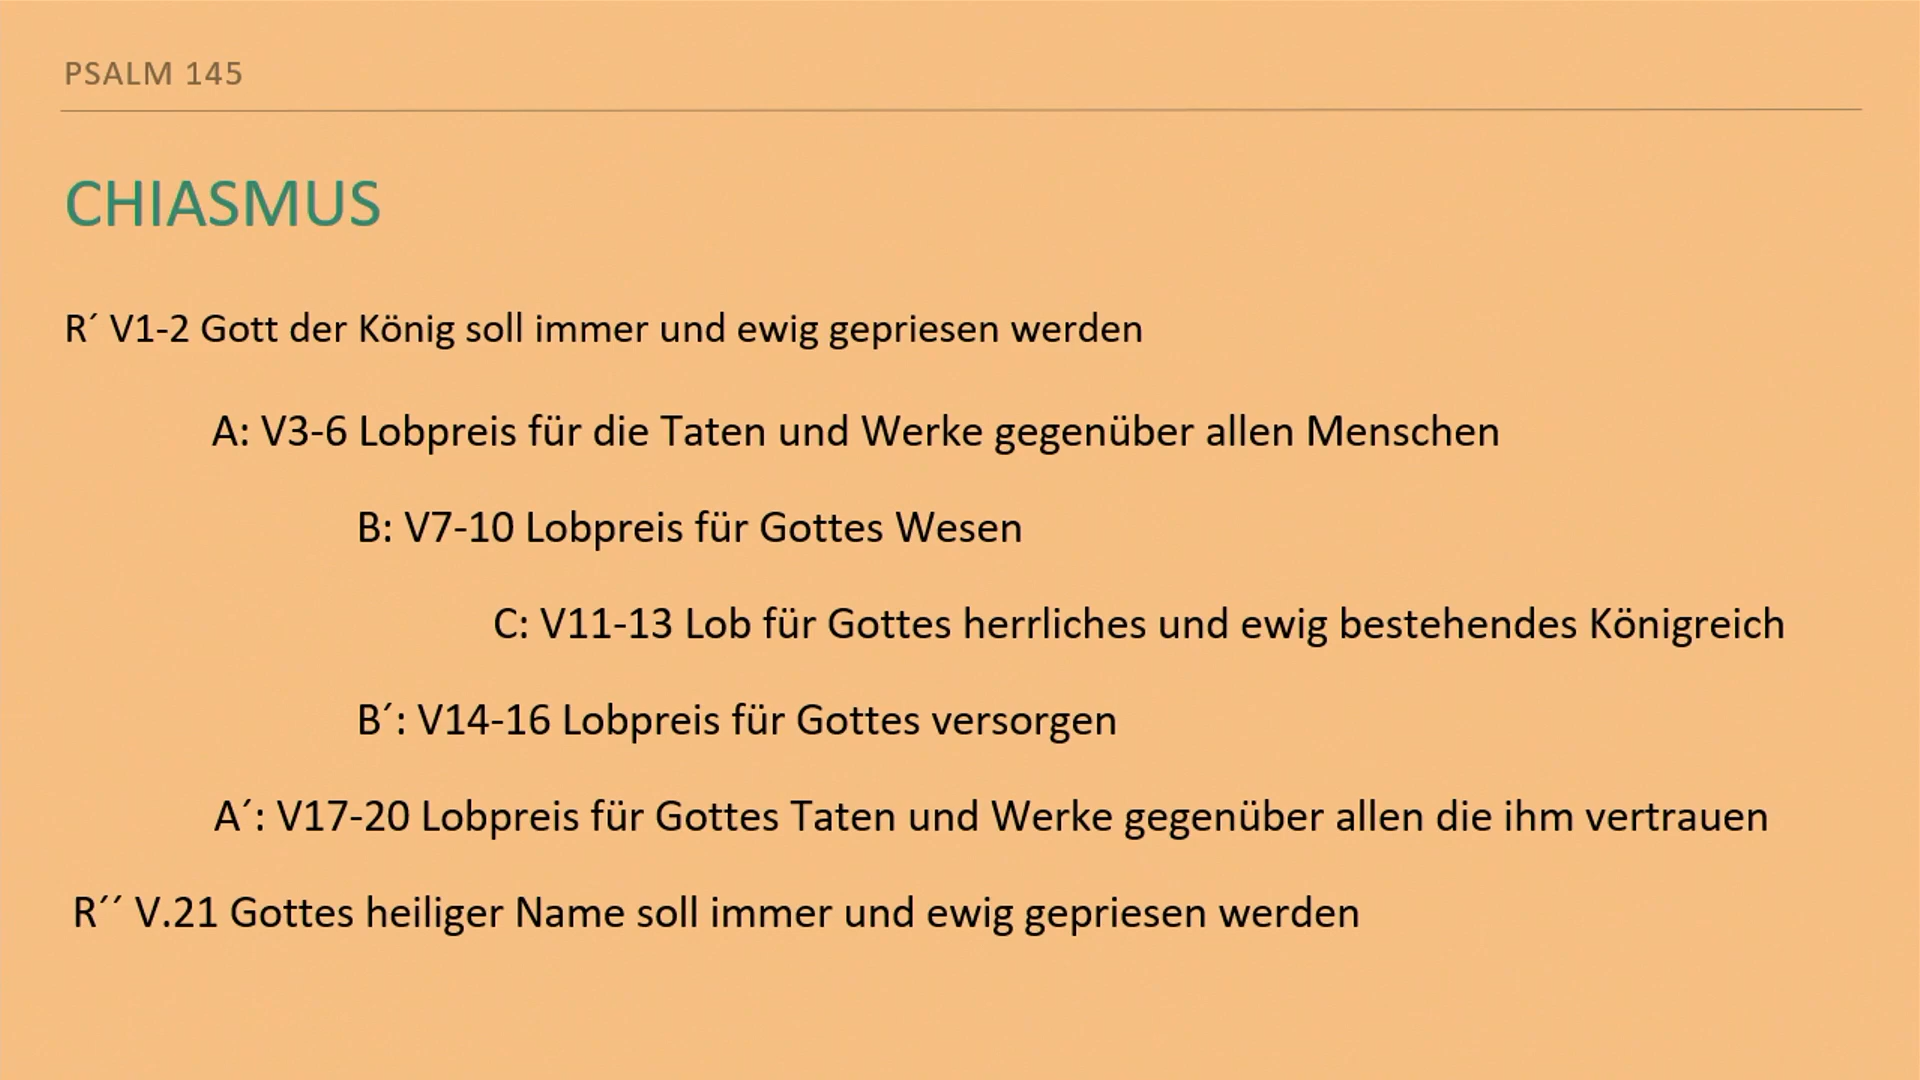 PSALM 145
CHIASMUS
R´ V1-2 Gott der König soll immer und ewig gepriesen werden
A: V3-6 Lobpreis für die Taten und Werke gegenüber allen Menschen
B: V7-10 Lobpreis für Gottes Wesen
C: V11-13 Lob für Gottes herrliches und ewig bestehendes Königreich
B´: V14-16 Lobpreis für Gottes versorgen
A´: V17-20 Lobpreis für Gottes Taten und Werke gegenüber allen die ihm vertrauen
R´´ V.21 Gottes heiliger Name soll immer und ewig gepriesen werden